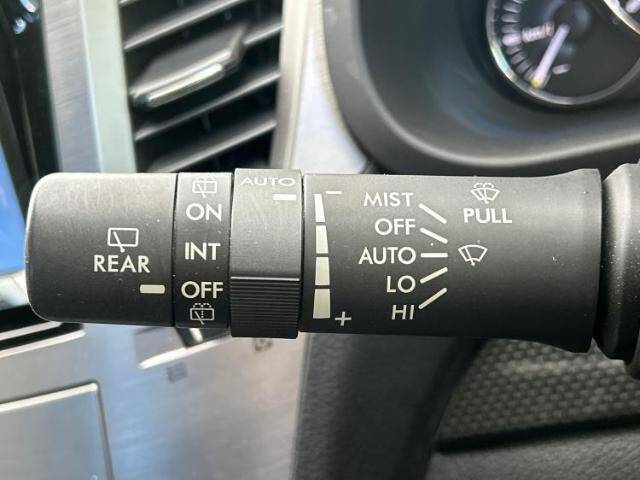 REAR
ON
INT
OFF
AUTO
−
+
MIST
OFF
AUTO
LO
HI
PULL